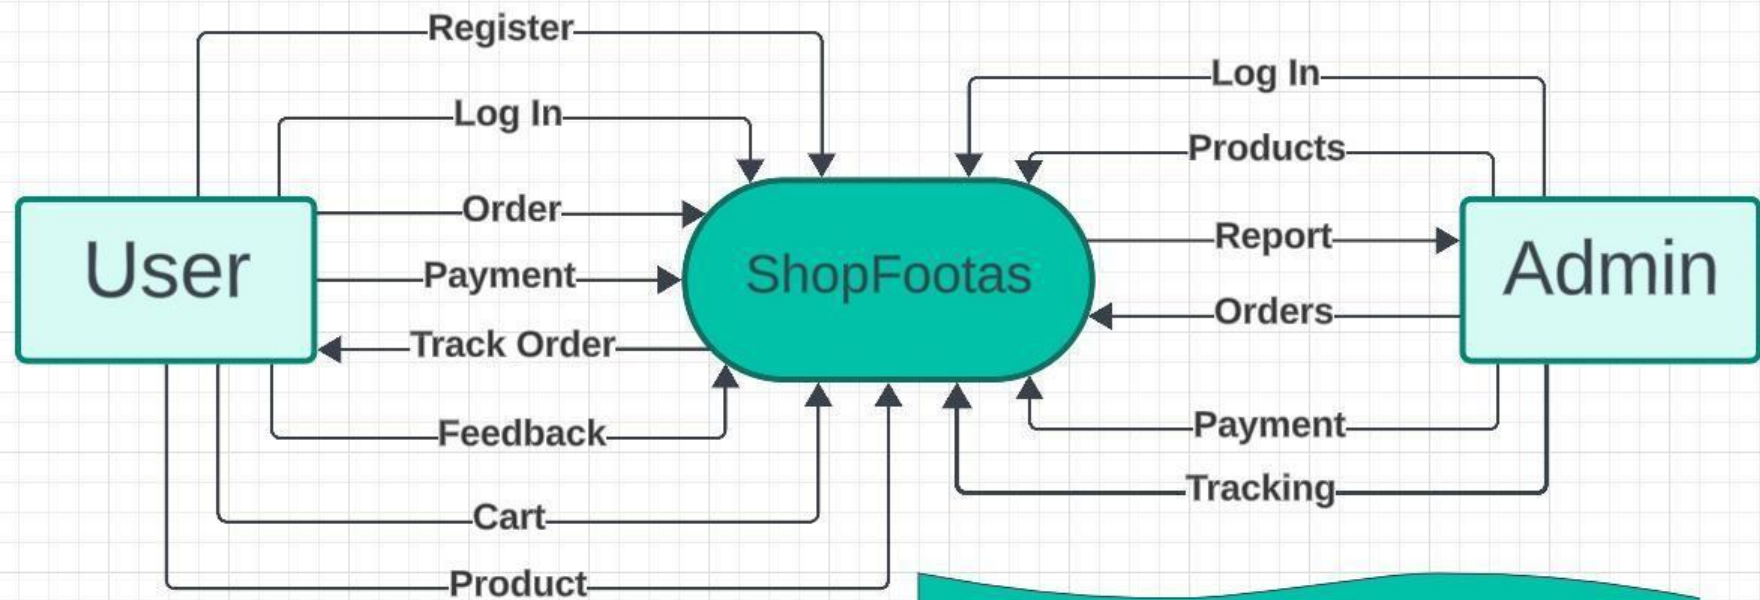 Register
Log In
Log In
Products
Order
Report
User
Payment
ShopFootas
Admin
Orders
Track Order
Feedback
Payment
Tracking
Cart
Product